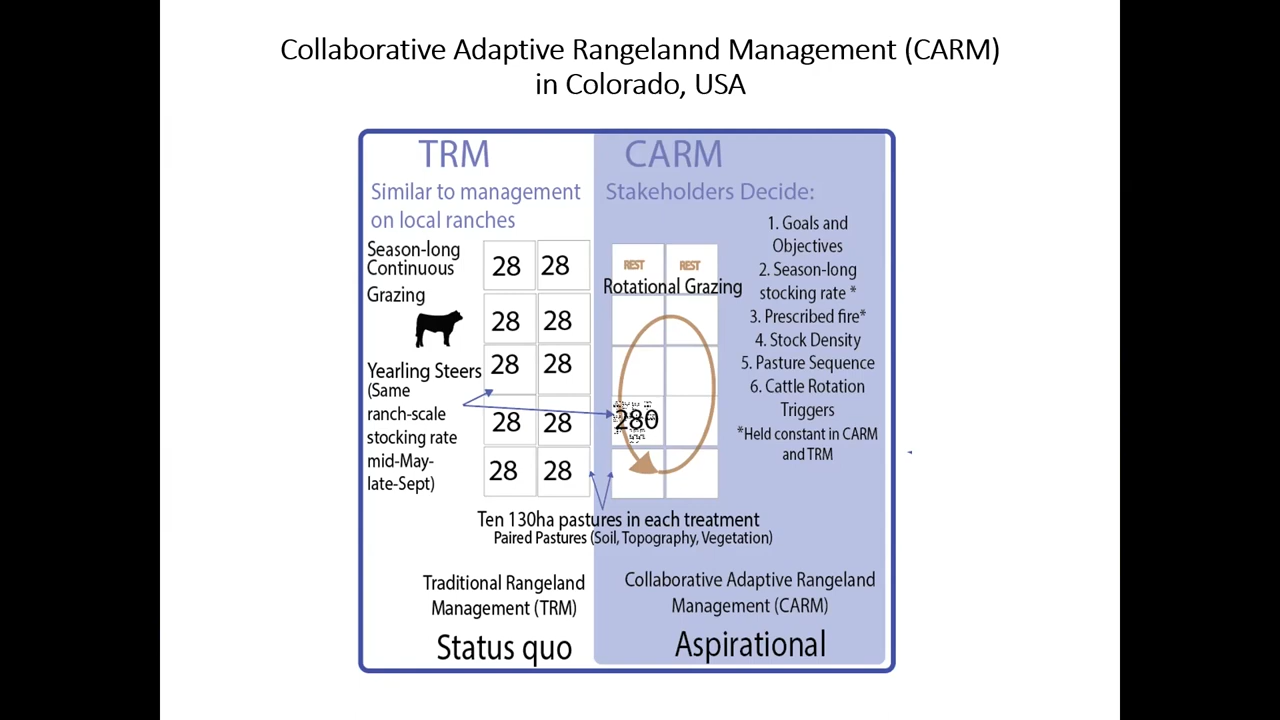 Collaborative Adaptive Rangelannd Management (CARM)
in Colorado, USA
TRM
Similar to management
on local ranches
Season-long
Continuous
Grazing
Yearling Steers
(Same
ranch-scale
stocking rate
mid-May-
late-Sept)
28 28
28 28
28 28
28 28
28 28
CARM
Stakeholders Decide:
REST REST
Rotational Grazing
280
1. Goals and
Objectives
2. Season-long
stocking rate *
3. Prescribed fire*
4. Stock Density
5. Pasture Sequence
6. Cattle Rotation
Triggers
*Held constant in CARM
and TRM
Ten 130ha pastures in each treatment
Paired Pastures (Soil, Topography, Vegetation)
Traditional Rangeland
Management (TRM)
Status quo
Collaborative Adaptive Rangeland
Management (CARM)
Aspirational